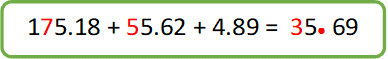 175.18 + 55.62 + 4.89 = 35. 69